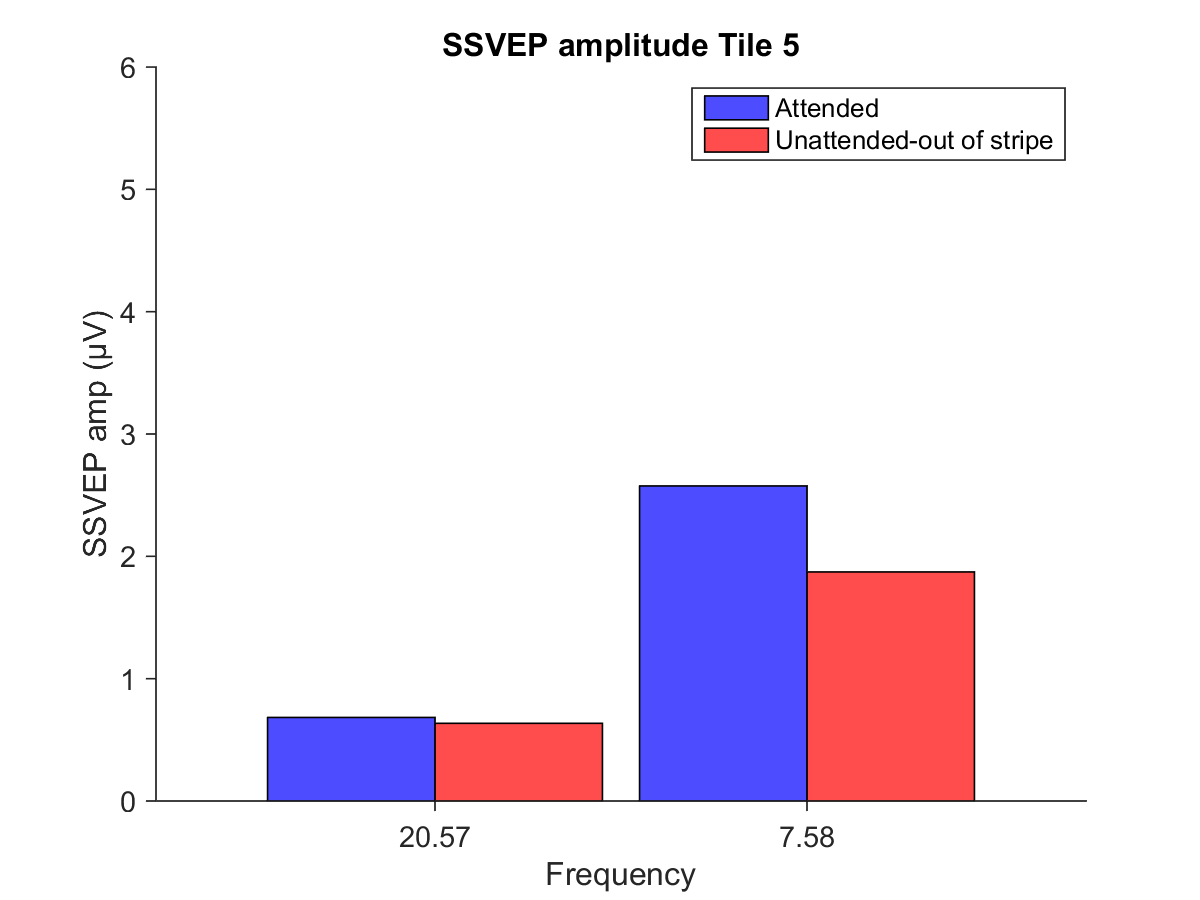 SSVEP amplitude Tile 5
Attended
Unattended-out of stripe
6
5
4
3
2
1
0
SSVEP amp (µV)
20.57
7.58
Frequency